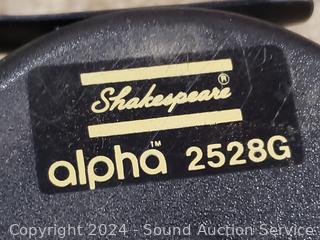 Shakespeare®
alpha™ 2528G
Copyright 2024 - Sound Auction Service